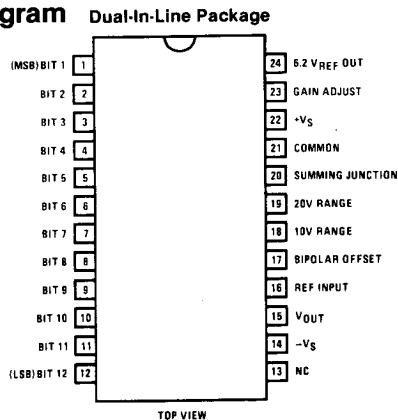 gram Dual-In-Line Package
(MSB) BIT 1 1
BIT 2 2
BIT 3 3
BIT 4 4
BIT 5 5
BIT 6 6
BIT 7 7
BIT 8 8
BIT 9 9
BIT 10 10
BIT 11 11
(LSB) BIT 12 12
24 6.2 VREF OUT
23 GAIN ADJUST
22 +VS
21 COMMON
20 SUMMING JUNCTION
19 20V RANGE
18 10V RANGE
17 BIPOLAR OFFSET
16 REF INPUT
15 VOUT
14 -VS
13 NC
TOP VIEW